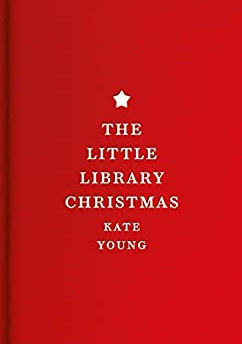 THE
LITTLE
LIBRARY
CHRISTMAS
KATE
YOUNG